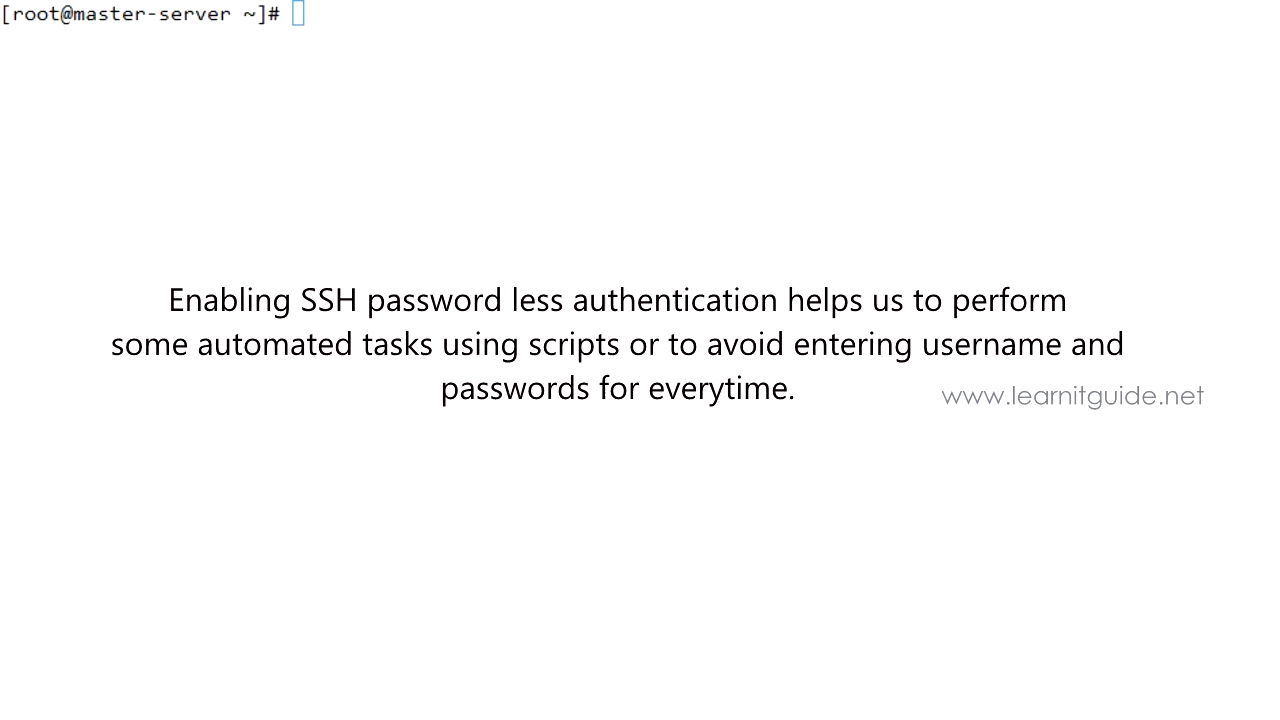 [root@master-server ~]#
Enabling SSH password less authentication helps us to perform
some automated tasks using scripts or to avoid entering username and
passwords for everytime.
www.learnitguide.net